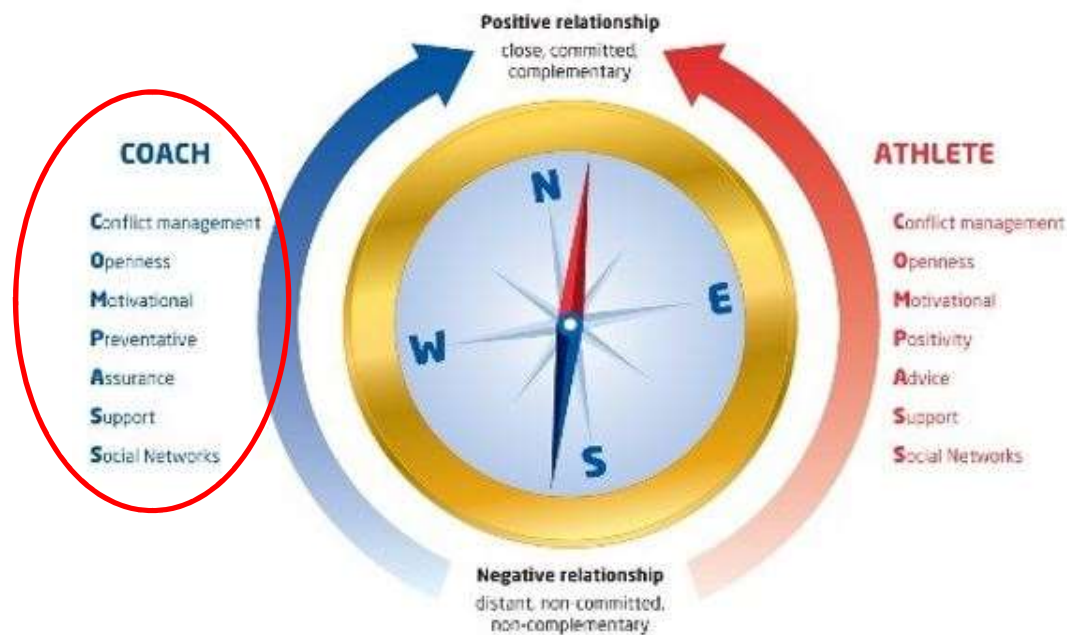 Positive relationship
close, committed,
complementary
COACH
Conflict management
Openness
Motivational
Preventative
Assurance
Support
Social Networks
N
E
S
W
ATHLETE
Conflict management
Openness
Motivational
Positivity
Advice
Support
Social Networks
Negative relationship
distant, non-committed,
non-complementary